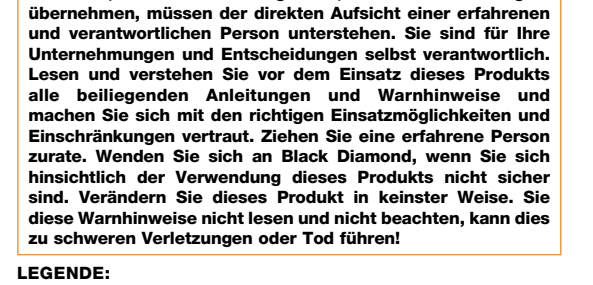 übernehmen, müssen der direkten Aufsicht einer erfahrenen
und verantwortlichen Person unterstehen. Sie sind für Ihre
Unternehmungen und Entscheidungen selbst verantwortlich.
Lesen und verstehen Sie vor dem Einsatz dieses Produkts
alle beiliegenden Anleitungen und Warnhinweise und
machen Sie sich mit den richtigen Einsatzmöglichkeiten und
Einschränkungen vertraut. Ziehen Sie eine erfahrene Person
zurate. Wenden Sie sich an Black Diamond, wenn Sie sich
hinsichtlich der Verwendung dieses Produkts nicht sicher
sind. Verändern Sie dieses Produkt in keinster Weise. Sie
diese Warnhinweise nicht lesen und nicht beachten, kann dies
zu schweren Verletzungen oder Tod führen!
LEGENDE: